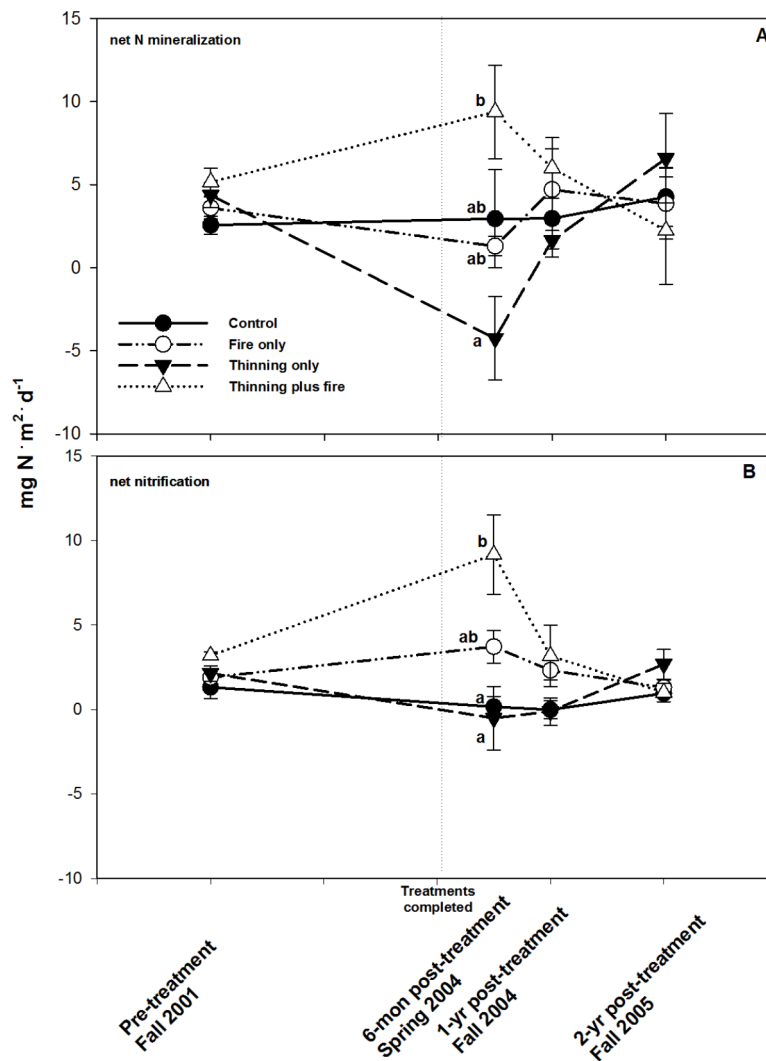 15
net N mineralization
A
10
b
5
ab
0
ab
Control
Fire only
-5
a
Thinning only
Thinning plus fire
-10
mg N · m² · d⁻¹
15
net nitrification
B
10
b
5
ab
0
a
a
-5
-10
Treatments
completed
Pre-treatment
Fall 2001
6-mon post-treatment
Spring 2004
1-yr post-treatment
Fall 2004
2-yr post-treatment
Fall 2005